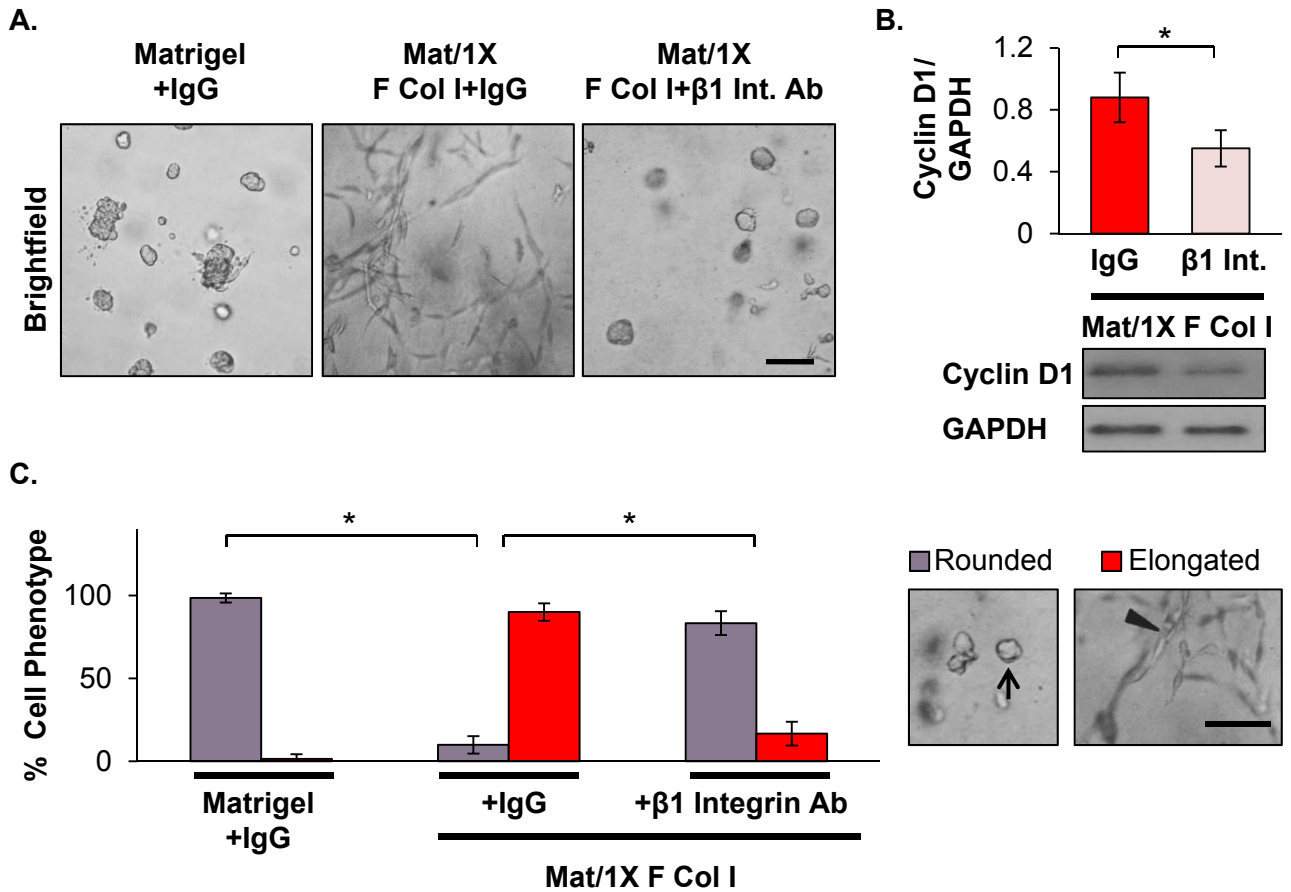 A.
Matrigel
+IgG
Mat/1X
F Col I+IgG
Mat/1X
F Col I+β1 Int. Ab
Brightfield
B.
*
Cyclin D1/
GAPDH
1.2
0.8
0.4
0
IgG
β1 Int.
Mat/1X F Col I
Cyclin D1
GAPDH
C.
% Cell Phenotype
100
50
0
*
*
Matrigel
+IgG
+IgG
+β1 Integrin Ab
Mat/1X F Col I
Rounded
Elongated